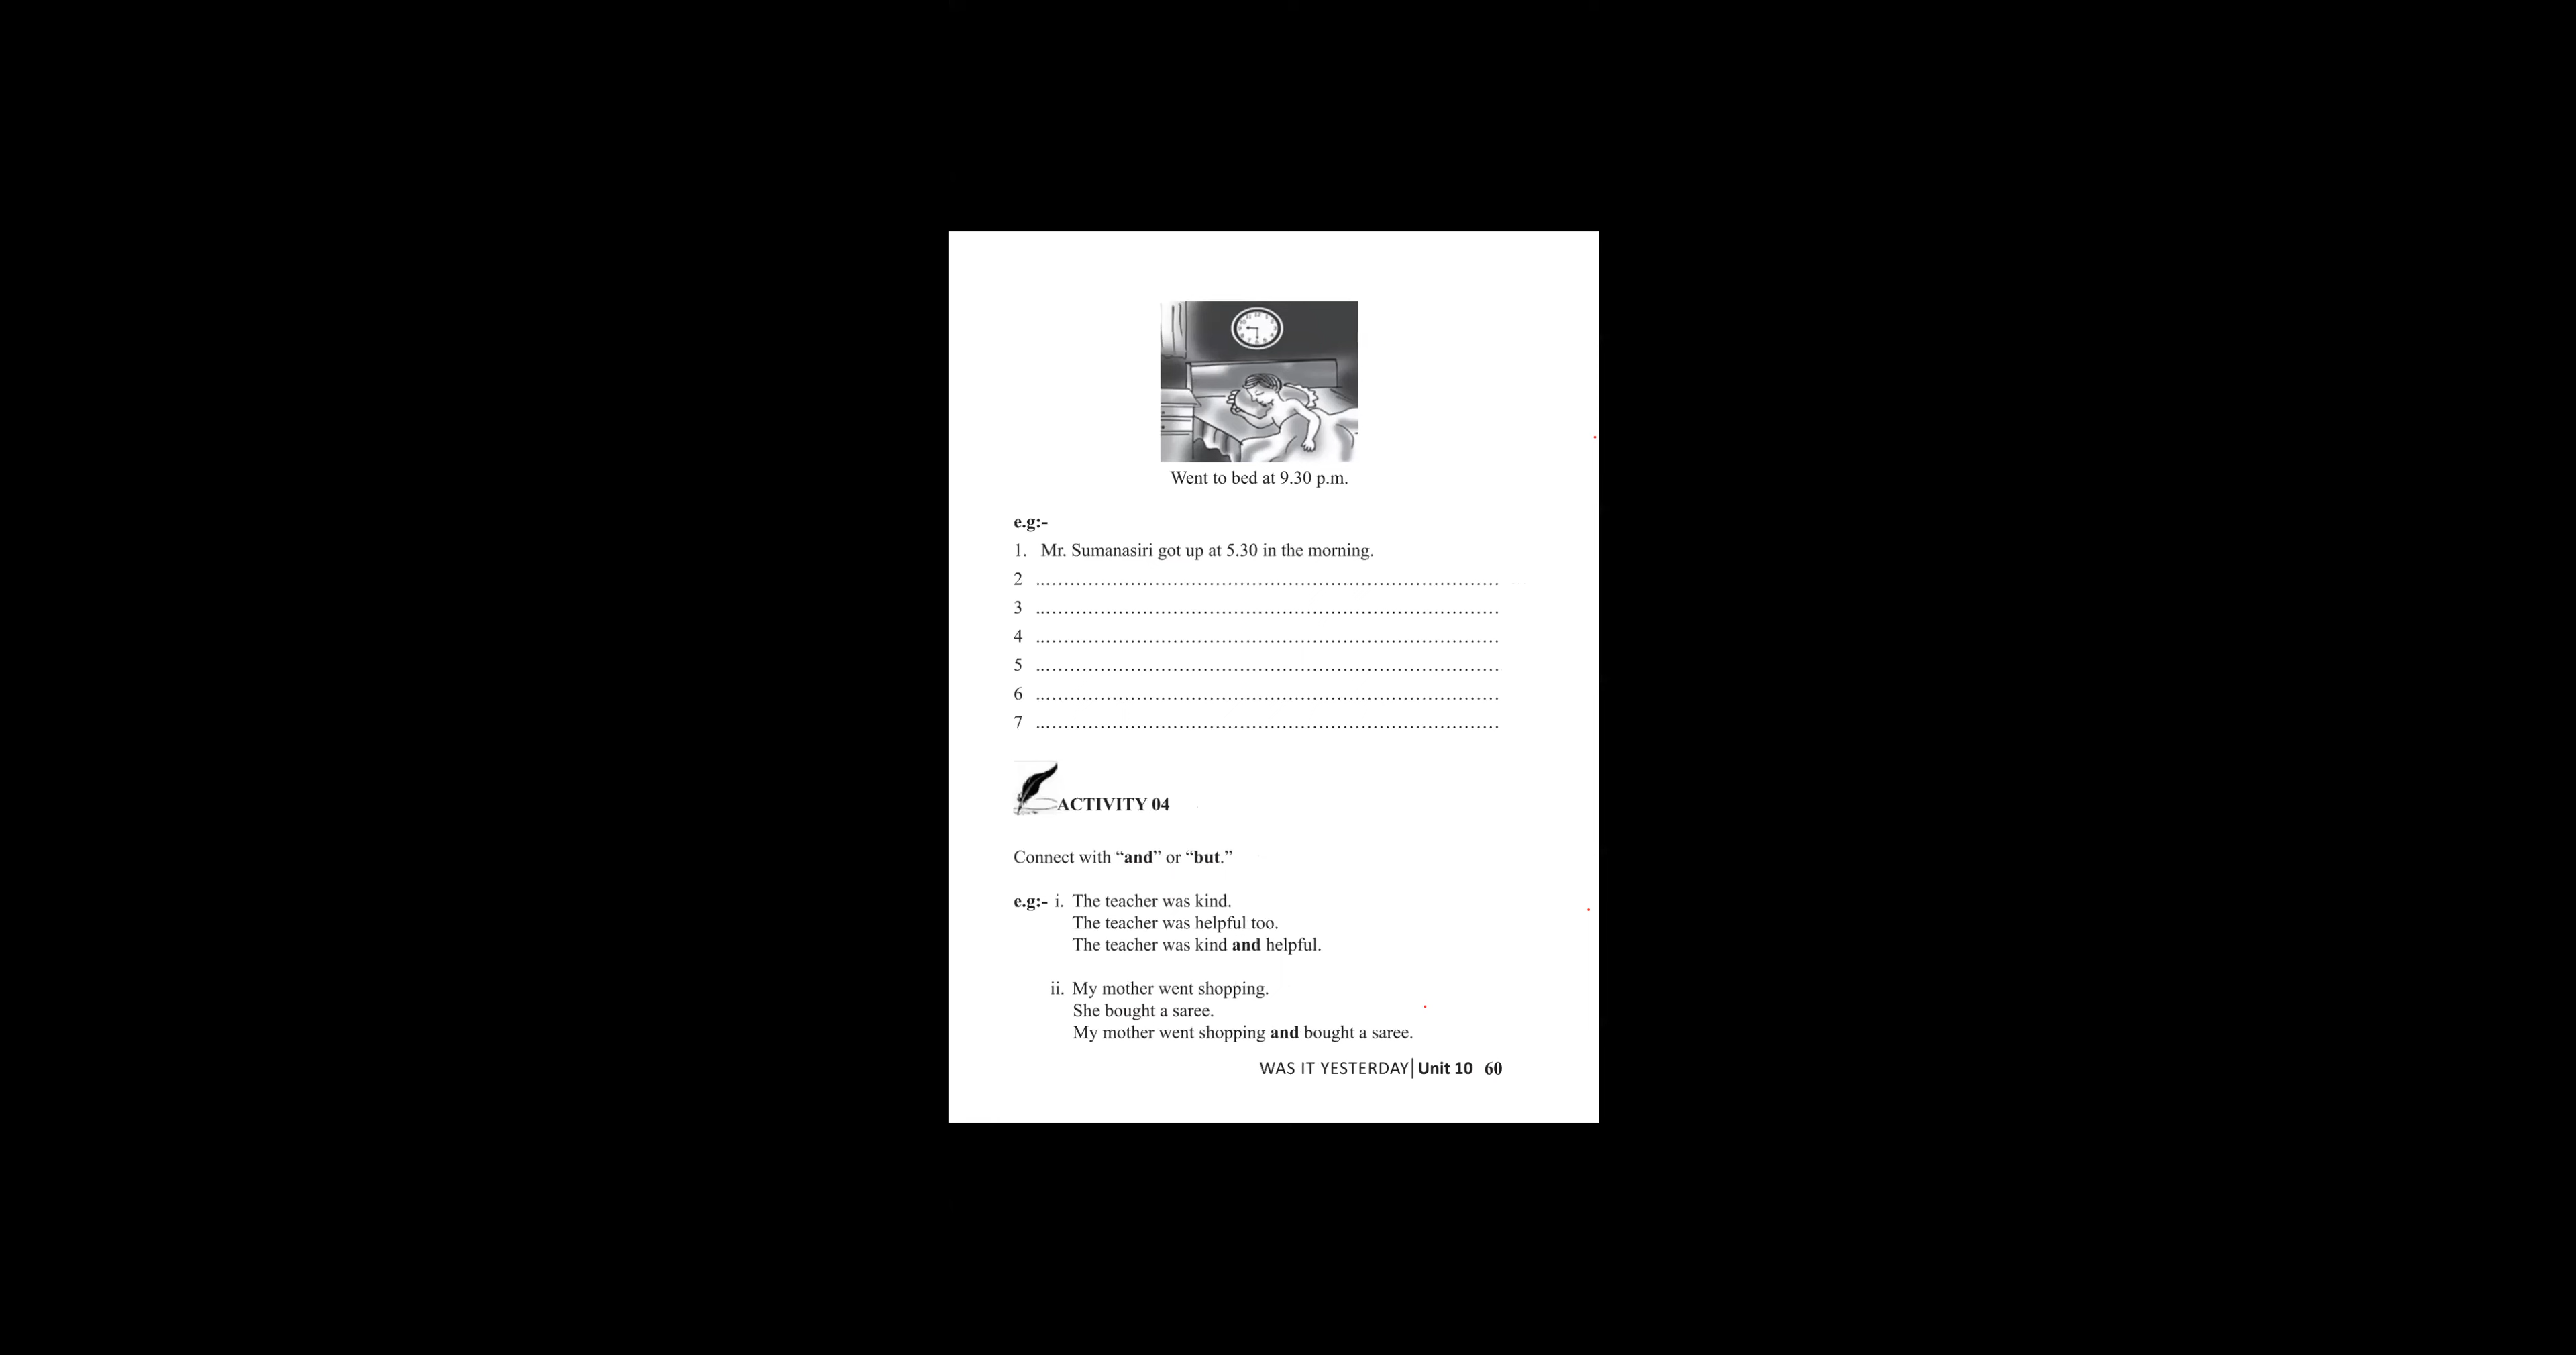 Went to bed at 9.30 p.m.
e.g:-
1. Mr. Sumanasiri got up at 5.30 in the morning.
2 ................................................................................
3 ................................................................................
4 ................................................................................
5 ................................................................................
6 ................................................................................
7 ................................................................................
ACTIVITY 04
Connect with “and” or “but.”
e.g:- i. The teacher was kind.
The teacher was helpful too.
The teacher was kind and helpful.
ii. My mother went shopping.
She bought a saree.
My mother went shopping and bought a saree.
WAS IT YESTERDAY| Unit 10 60